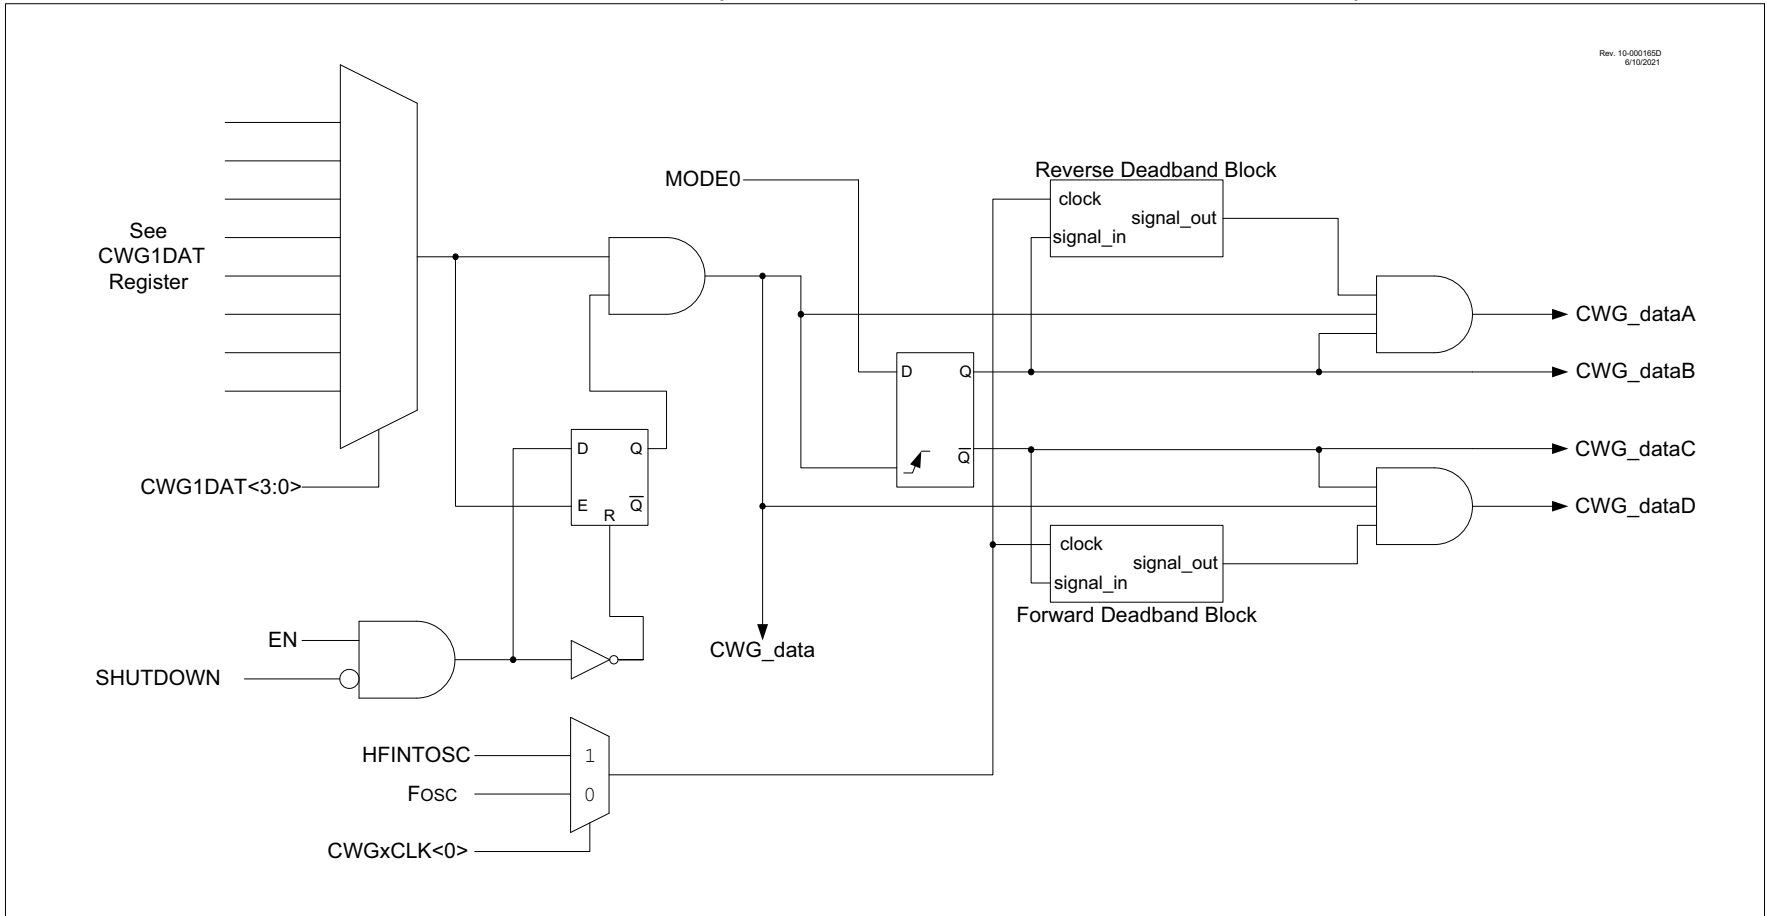 Rev. 10-000165D
6/10/2021
See
CWG1DAT
Register
CWG1DAT<3:0>
MODE0
Reverse Deadband Block
clock
signal_out
signal_in
CWG_dataA
D
Q
CWG_dataB
Q
CWG_dataC
D
Q
E
Q
R
CWG_dataD
clock
signal_out
signal_in
Forward Deadband Block
EN
SHUTDOWN
CWG_data
HFINTOSC
1
FOSC
0
CWGxCLK<0>